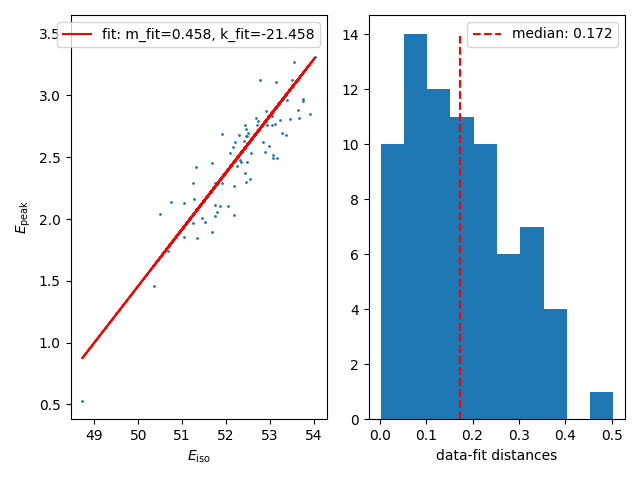 fit: m_fit=0.458, k_fit=-21.458
3.5
3.0
2.5
2.0
1.5
1.0
0.5
E_peak
49 50 51 52 53 54
E_iso
median: 0.172
14
12
10
8
6
4
2
0
0.0 0.1 0.2 0.3 0.4 0.5
data-fit distances